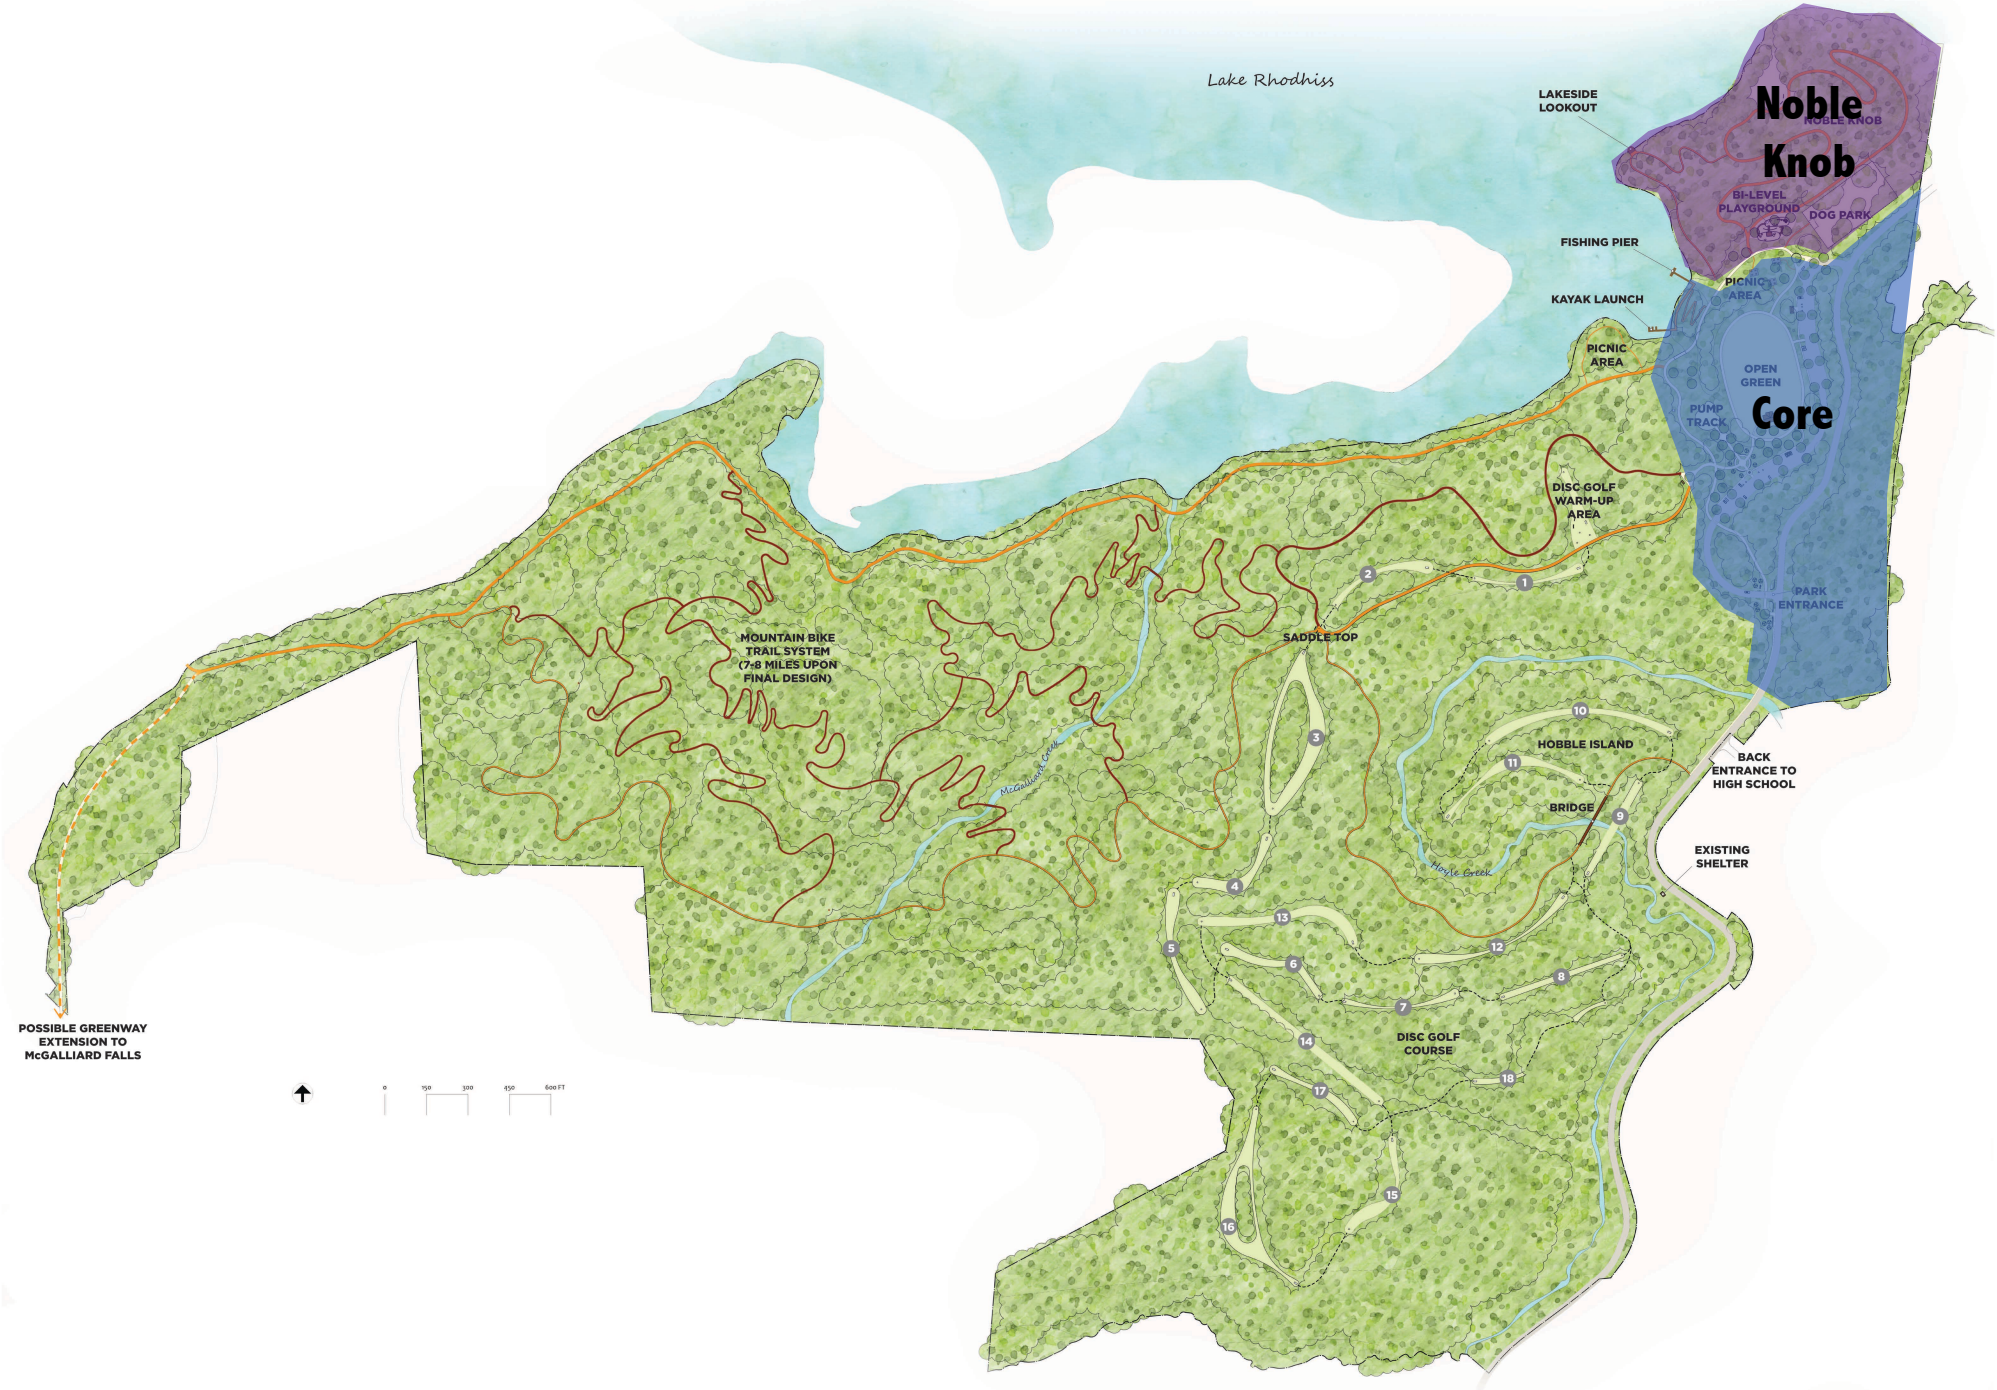 Lake Rhodhiss
LAKESIDE
LOOKOUT
Noble
NOBLE KNOB
Knob
BI-LEVEL
PLAYGROUND
DOG PARK
FISHING PIER
PICNIC
AREA
KAYAK LAUNCH
PICNIC
AREA
OPEN
GREEN
PUMP
TRACK
Core
DISC GOLF
WARM-UP
AREA
2
1
PARK
ENTRANCE
SADDLE TOP
MOUNTAIN BIKE
TRAIL SYSTEM
(7-8 MILES UPON
FINAL DESIGN)
10
3
HOBBLE ISLAND
11
BACK
ENTRANCE TO
HIGH SCHOOL
McGalliard Creek
BRIDGE
9
EXISTING
SHELTER
Hoyle Creek
4
13
5
12
6
8
7
POSSIBLE GREENWAY
EXTENSION TO
McGALLIARD FALLS
14
DISC GOLF
COURSE
18
17
0 150 300 450 600 FT
15
16